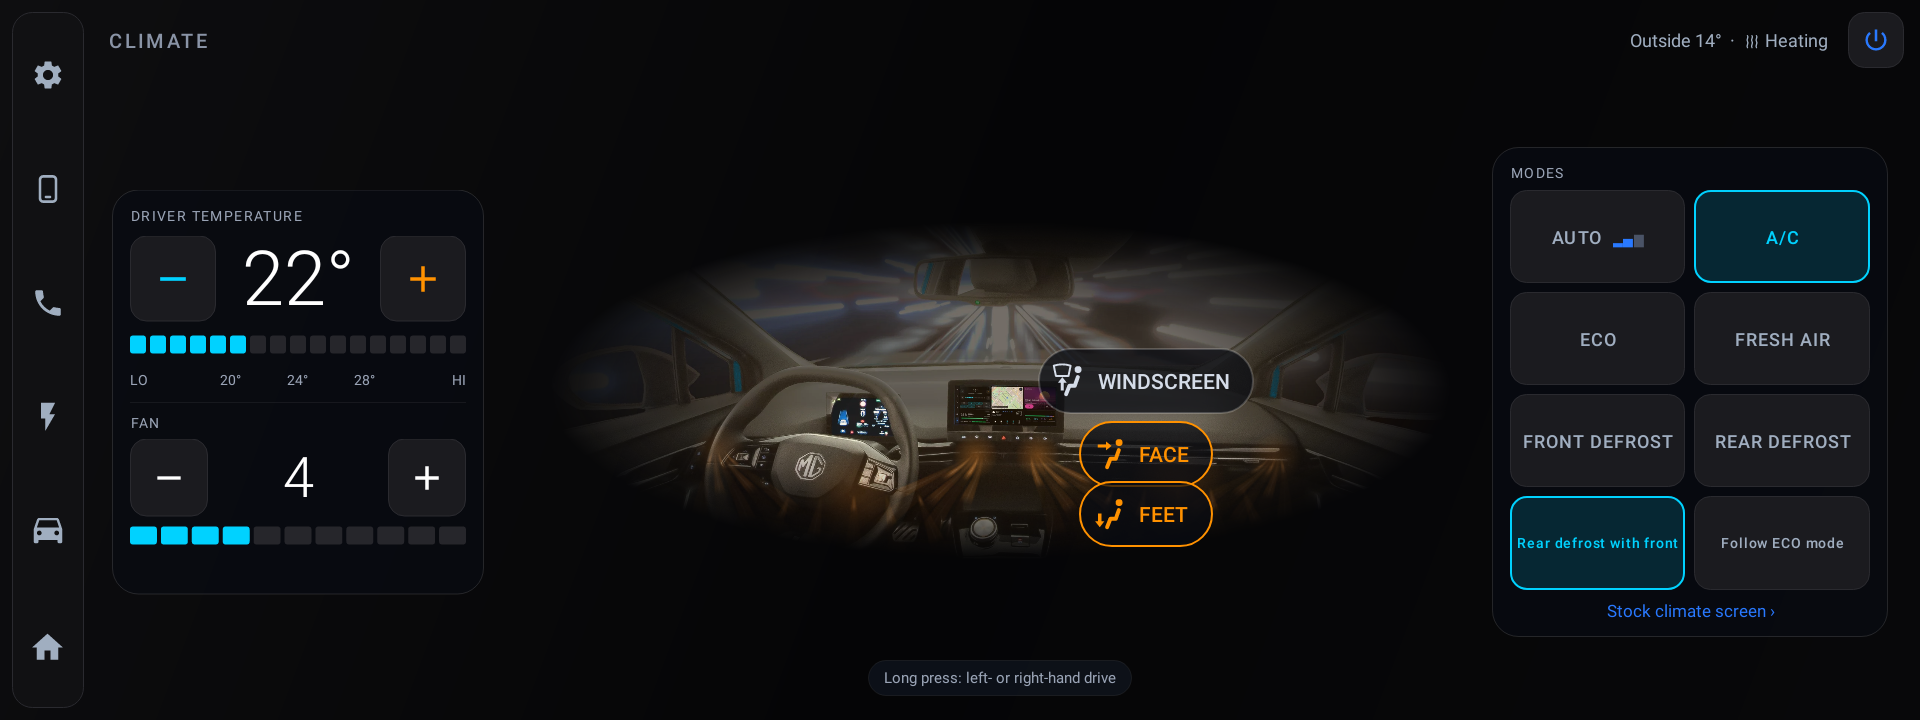 CLIMATE
Outside 14° · Heating
DRIVER TEMPERATURE
22°
LO 20° 24° 28° HI
FAN
4
MG
WINDSCREEN
FACE
FEET
MODES
AUTO
A/C
ECO
FRESH AIR
FRONT DEFROST
REAR DEFROST
Rear defrost with front
Follow ECO mode
Stock climate screen ›
Long press: left- or right-hand drive